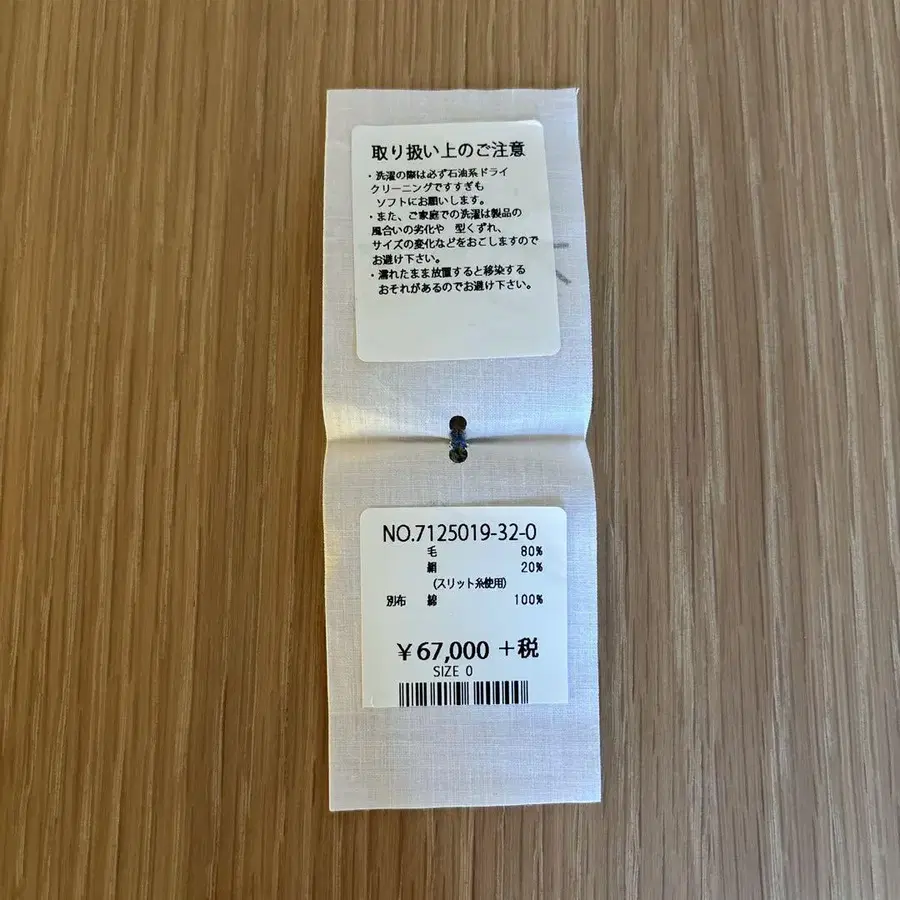 取り扱い上のご注意
・洗濯の際は必ず石油系ドライ
クリーニングですすぎも
ソフトにお願いします。
・また、ご家庭での洗濯は製品の
風合いの劣化や 型くずれ、
サイズの変化などをおこしますので
お避け下さい。
・濡れたまま放置すると移染する
おそれがあるのでお避け下さい。
NO.7125019-32-0
毛 80%
絹 20%
(スリット糸使用)
別布 綿 100%
¥67,000 +税
SIZE 0